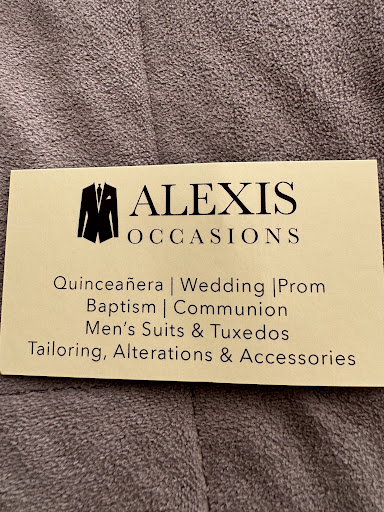 ALEXIS
OCCASIONS
Quinceañera | Wedding |Prom
Baptism | Communion
Men's Suits & Tuxedos
Tailoring, Alterations & Accessories